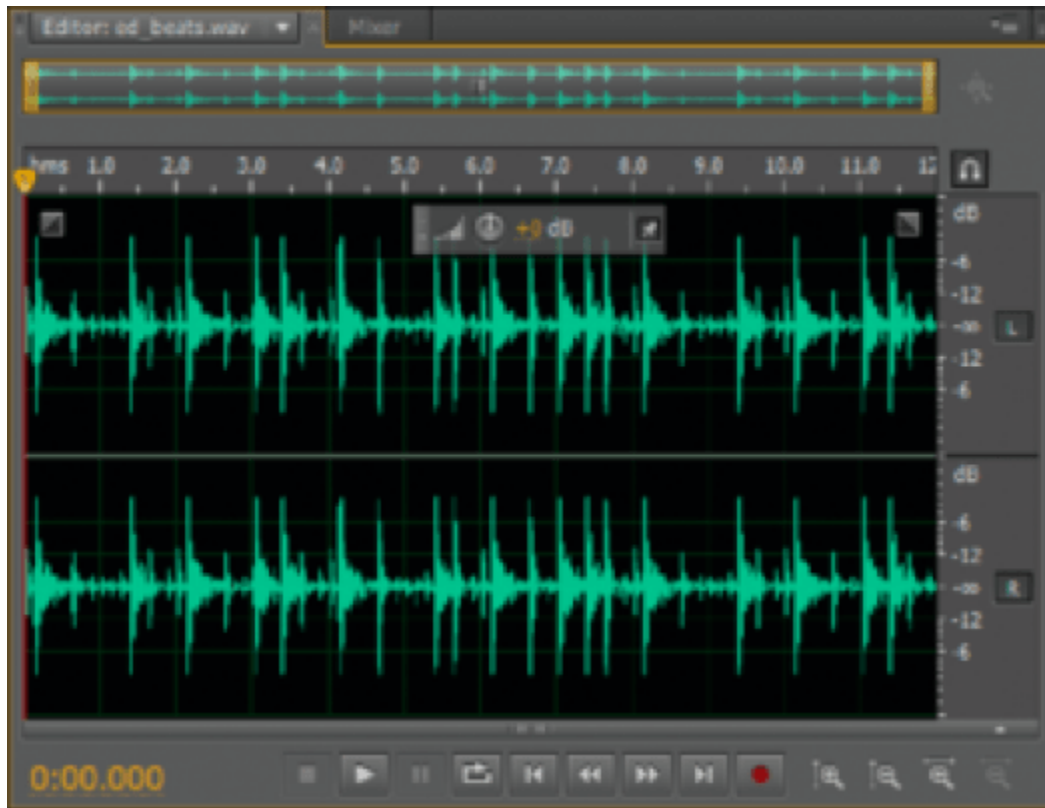 Editor: ed_beats.wav Mixer
hms 1.0 2.0 3.0 4.0 5.0 6.0 7.0 8.0 9.0 10.0 11.0 12
+0 dB
dB
-6
-12
-∞ L
-12
-6
dB
-6
-12
-∞ R
-12
-6
0:00.000